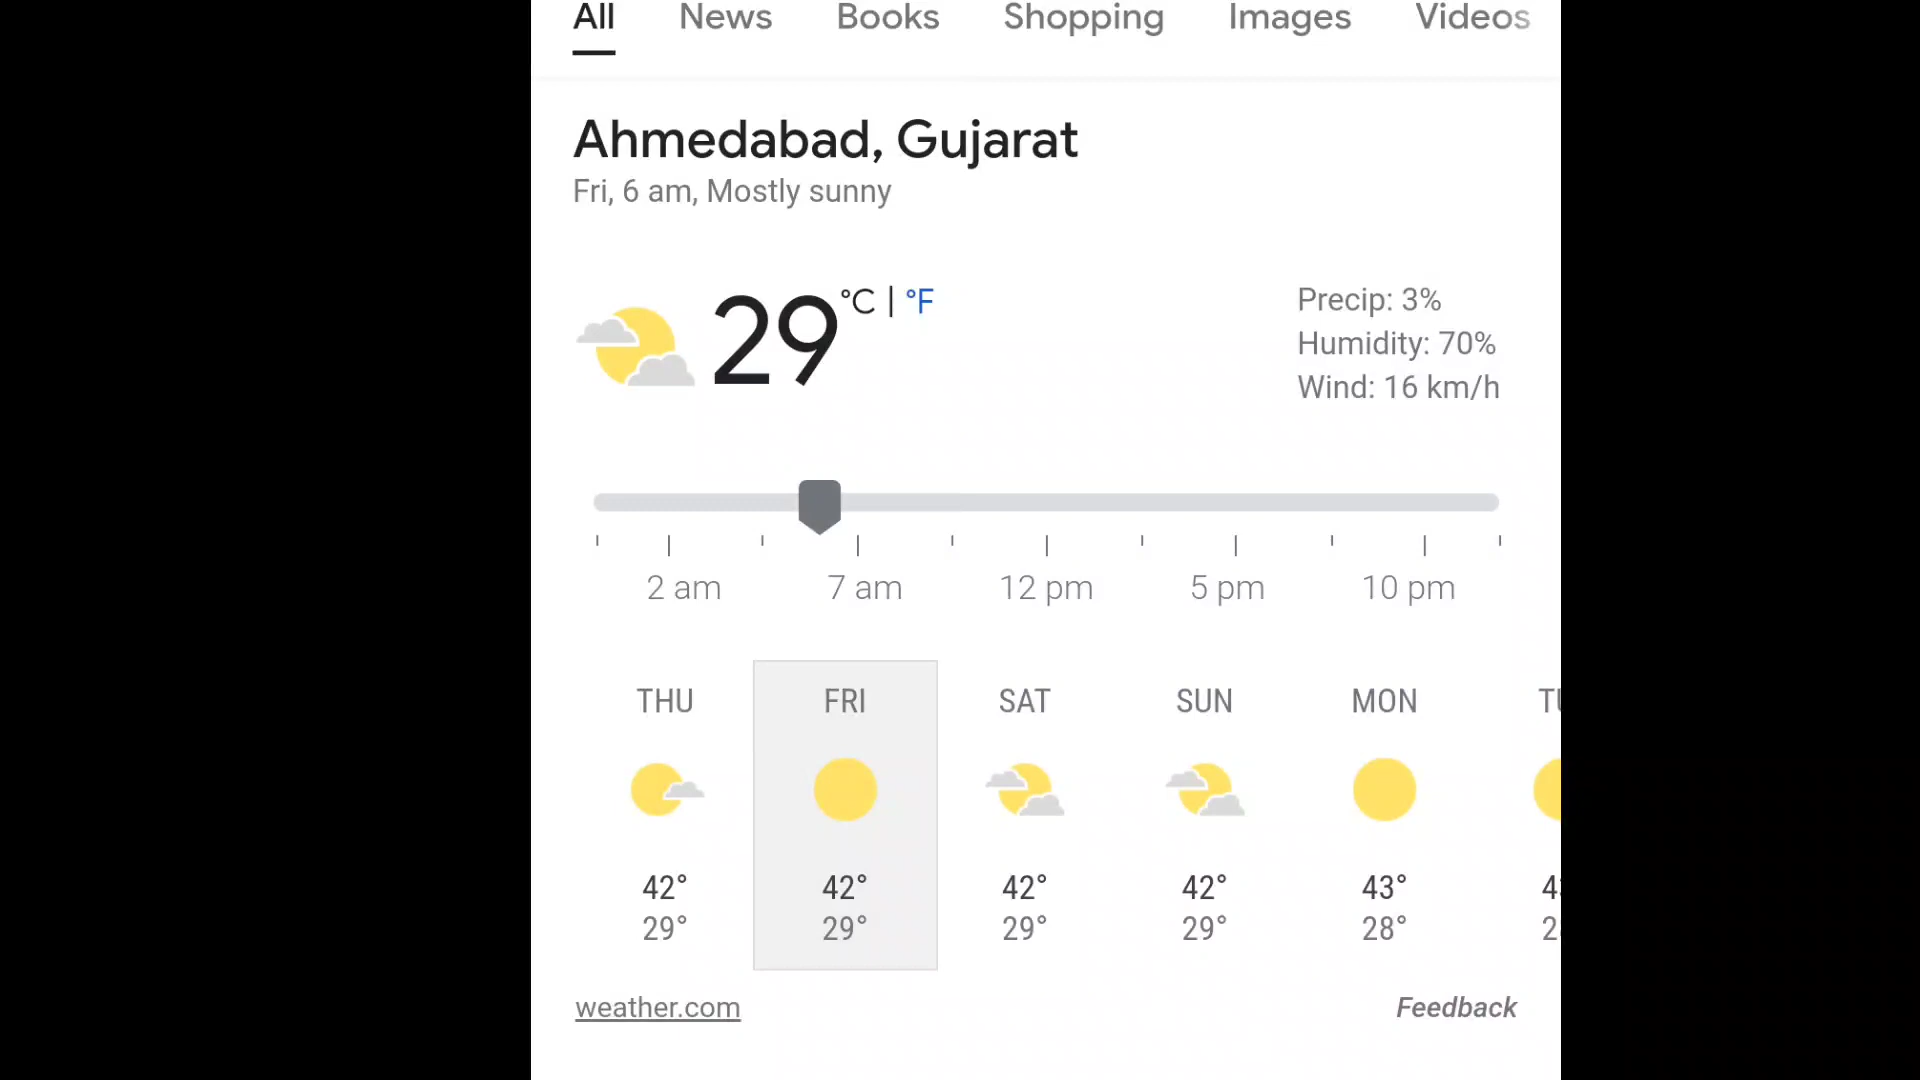 All News Books Shopping Images Videos
Ahmedabad, Gujarat
Fri, 6 am, Mostly sunny
29 °C | °F
Precip: 3%
Humidity: 70%
Wind: 16 km/h
2 am 7 am 12 pm 5 pm 10 pm
THU FRI SAT SUN MON
42° 42° 42° 42° 43°
29° 29° 29° 29° 28°
weather.com Feedback